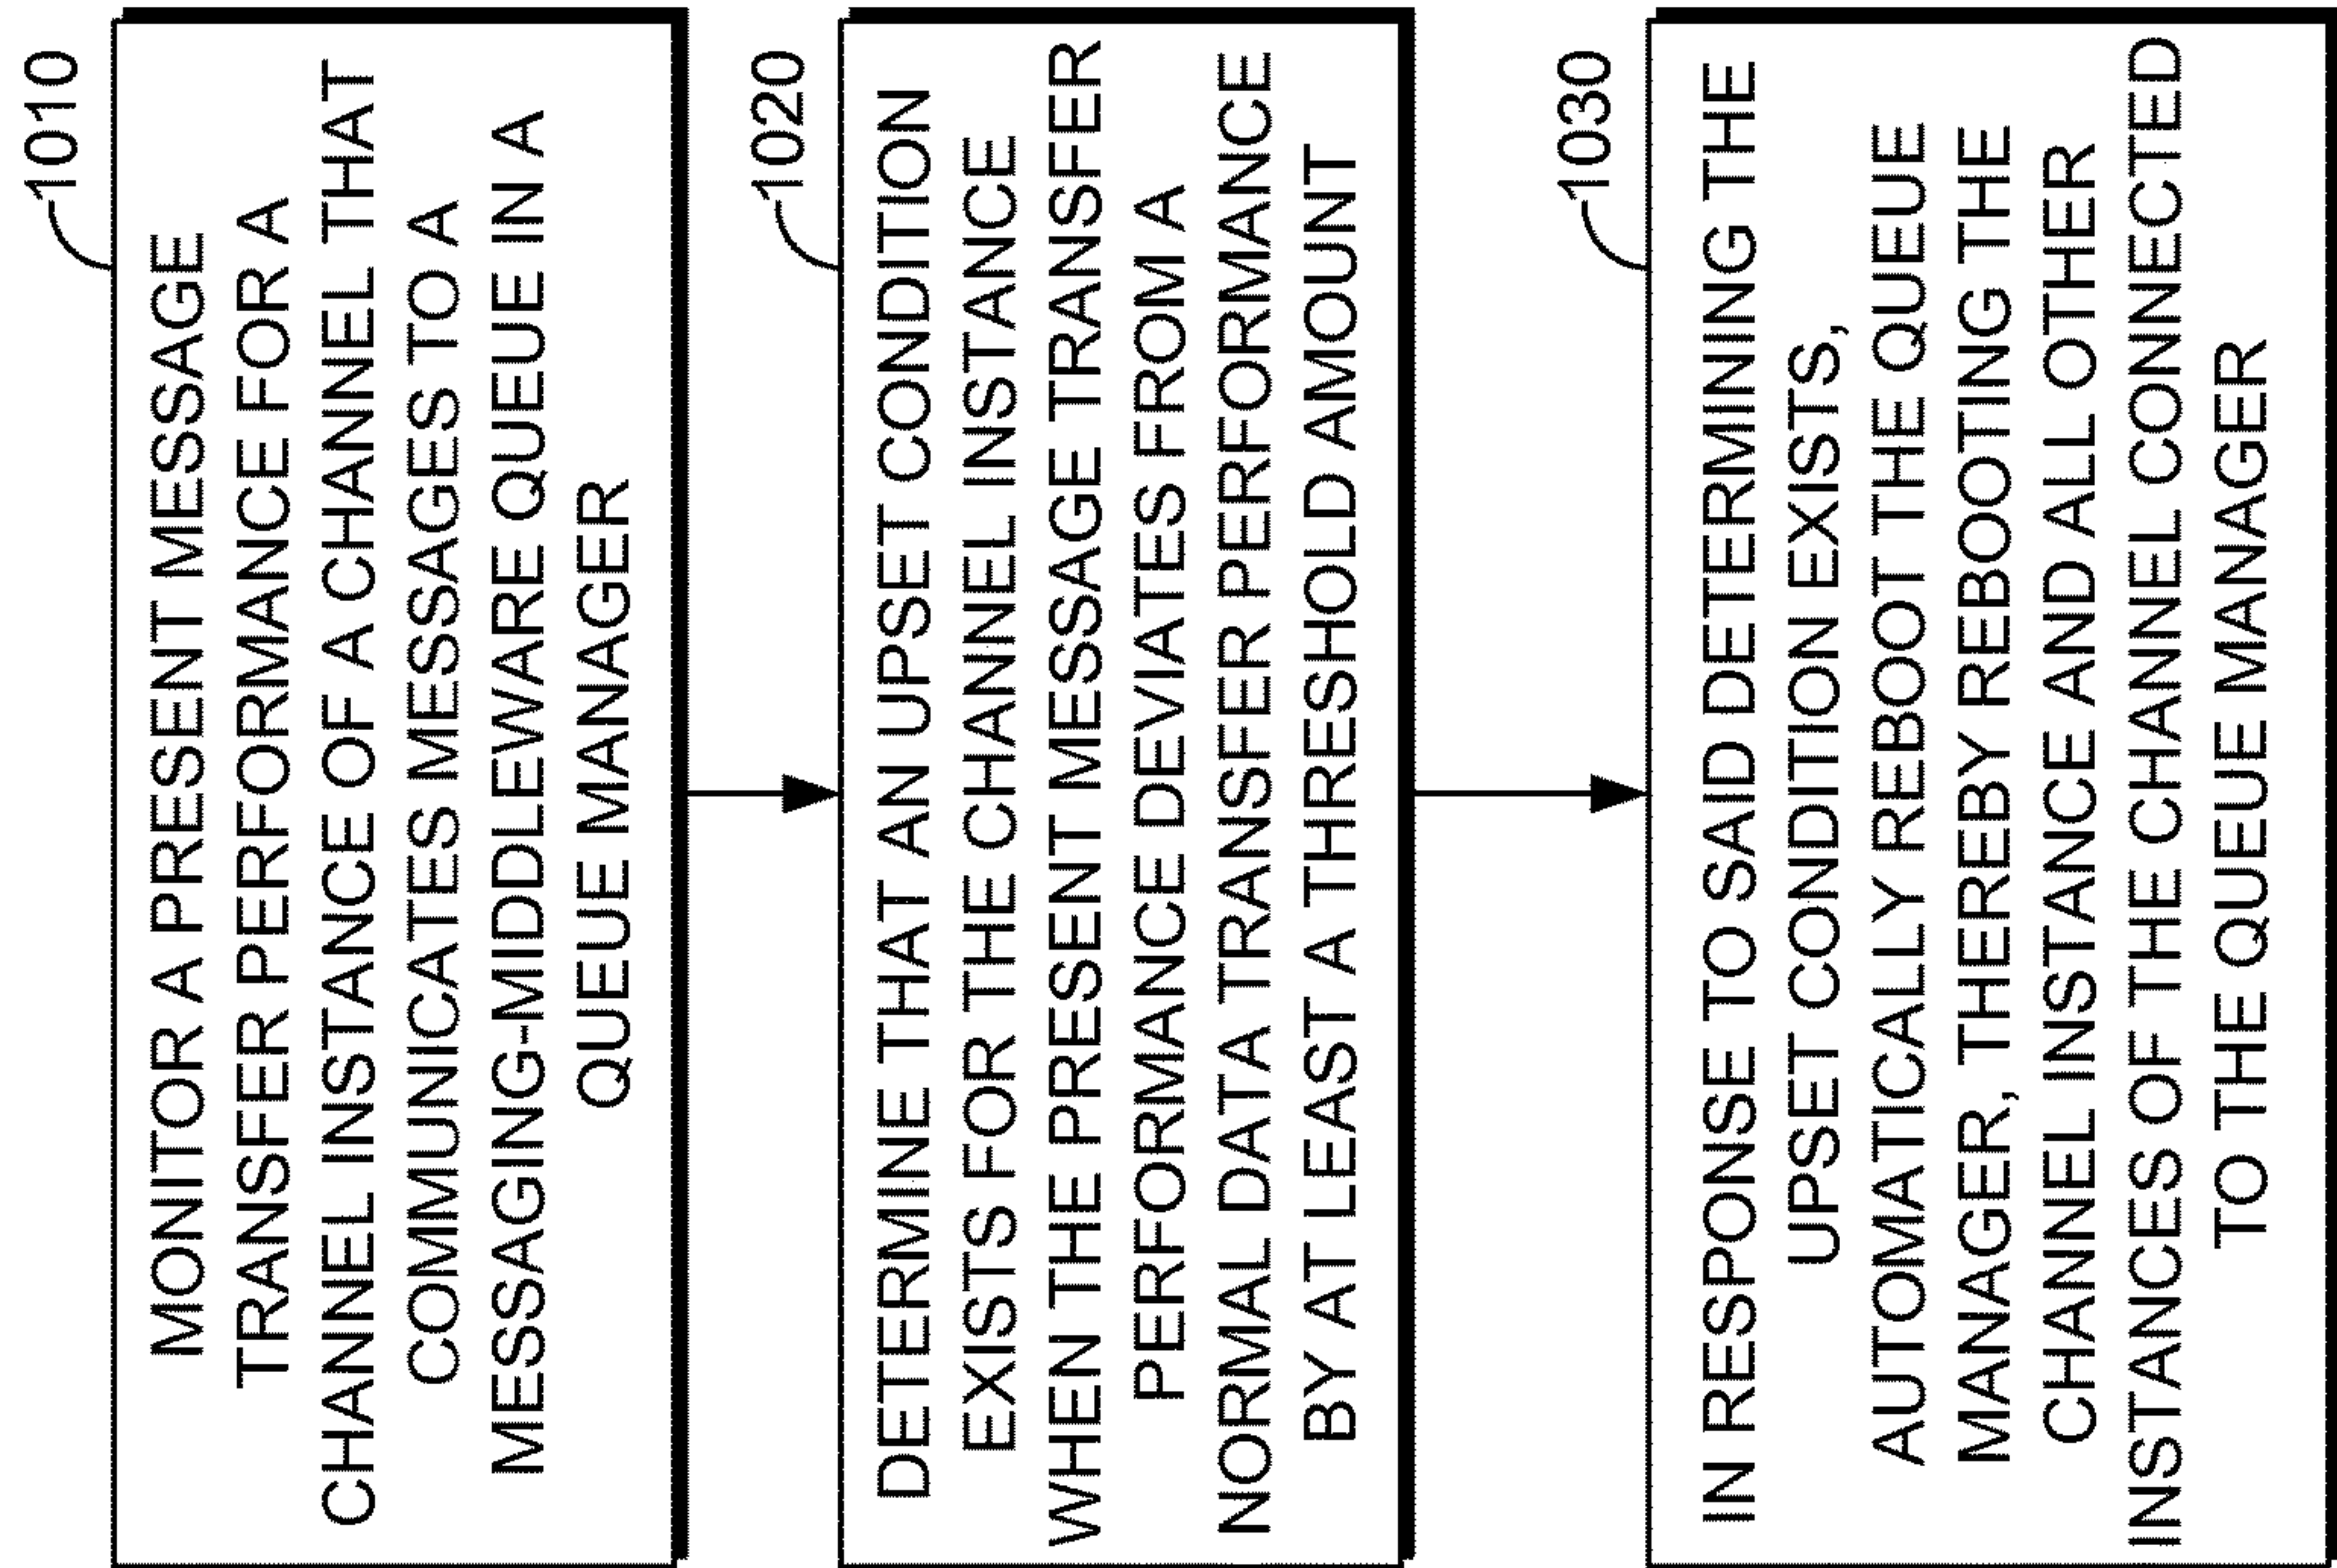 1010
MONITOR A PRESENT MESSAGE
TRANSFER PERFORMANCE FOR A
CHANNEL INSTANCE OF A CHANNEL THAT
COMMUNICATES MESSAGES TO A
MESSAGING-MIDDLEWARE QUEUE IN A
QUEUE MANAGER
1020
DETERMINE THAT AN UPSET CONDITION
EXISTS FOR THE CHANNEL INSTANCE
WHEN THE PRESENT MESSAGE TRANSFER
PERFORMANCE DEVIATES FROM A
NORMAL DATA TRANSFER PERFORMANCE
BY AT LEAST A THRESHOLD AMOUNT
1030
IN RESPONSE TO SAID DETERMINING THE
UPSET CONDITION EXISTS,
AUTOMATICALLY REBOOT THE QUEUE
MANAGER, THEREBY REBOOTING THE
CHANNEL INSTANCE AND ALL OTHER
INSTANCES OF THE CHANNEL CONNECTED
TO THE QUEUE MANAGER